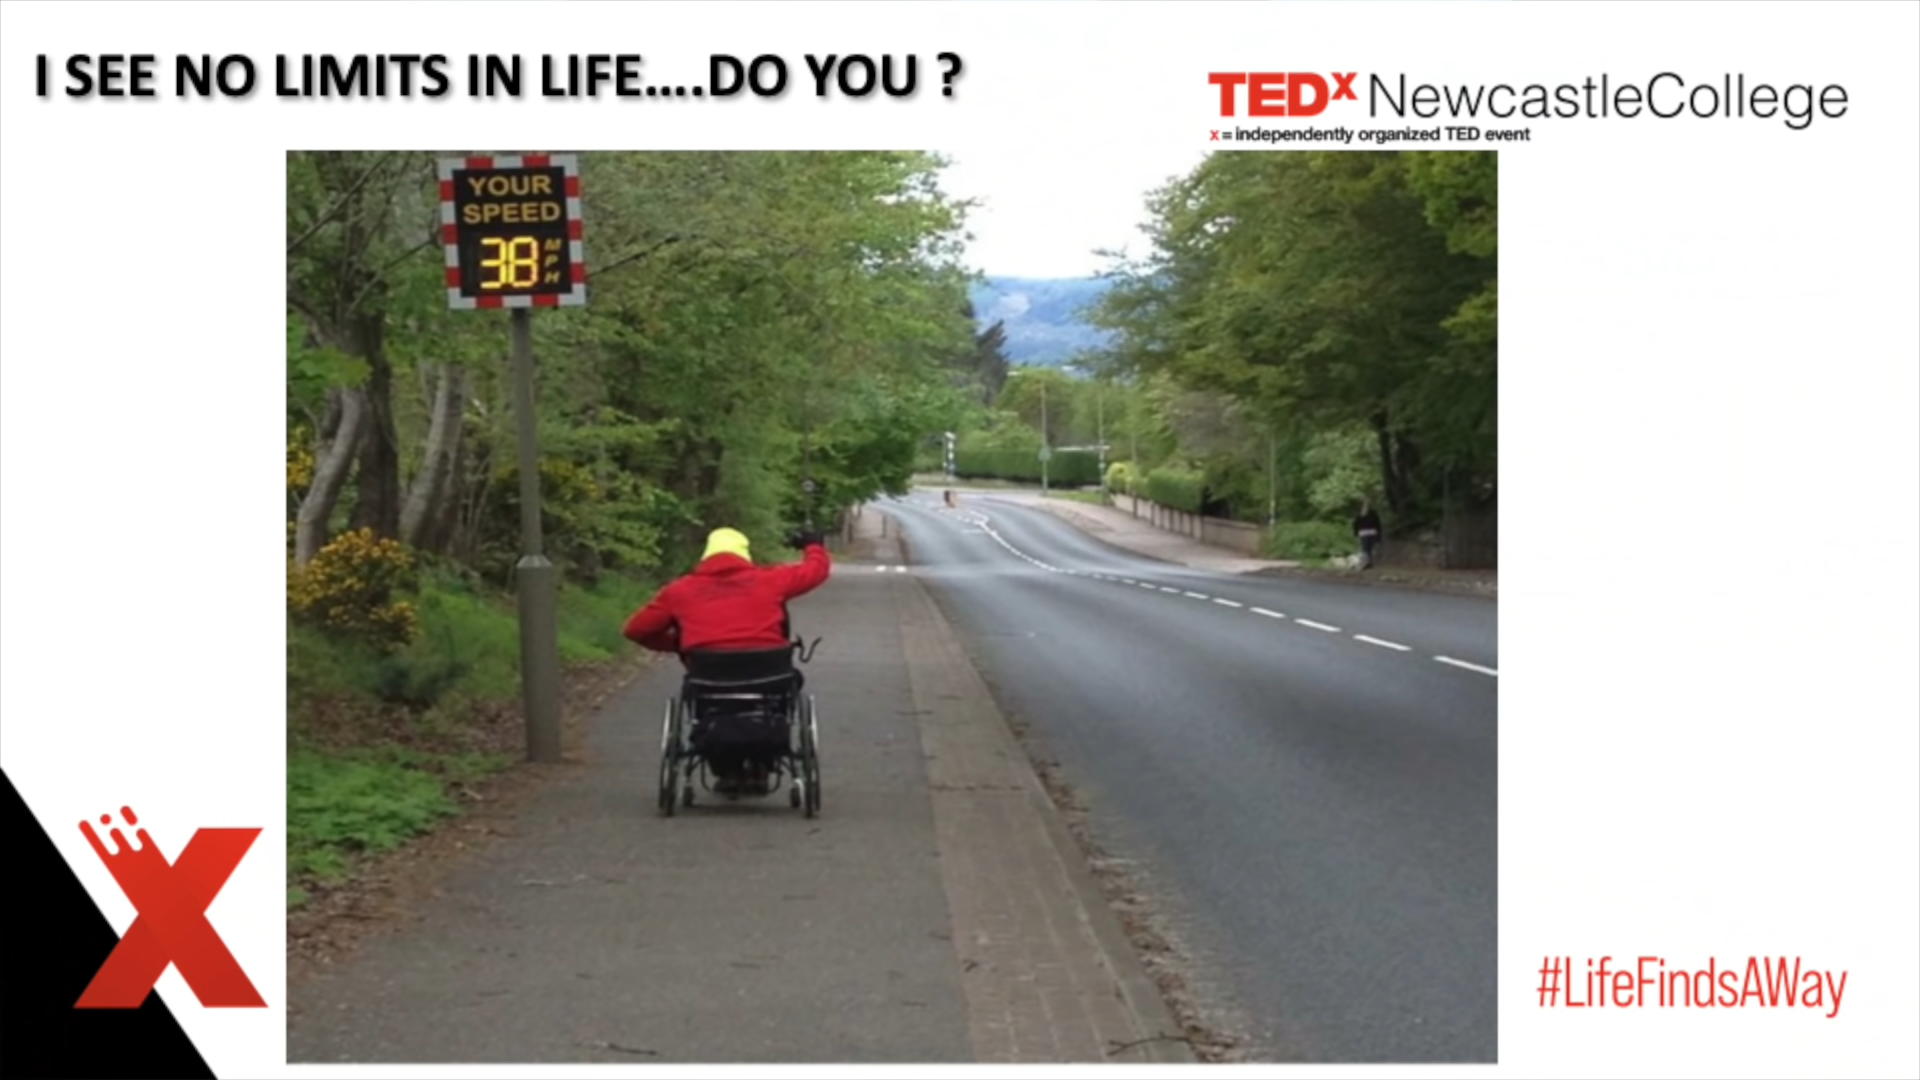 I SEE NO LIMITS IN LIFE....DO YOU ?
TEDx NewcastleCollege
x = independently organized TED event
YOUR
SPEED
38 MPH
X
#LifeFindsAWay